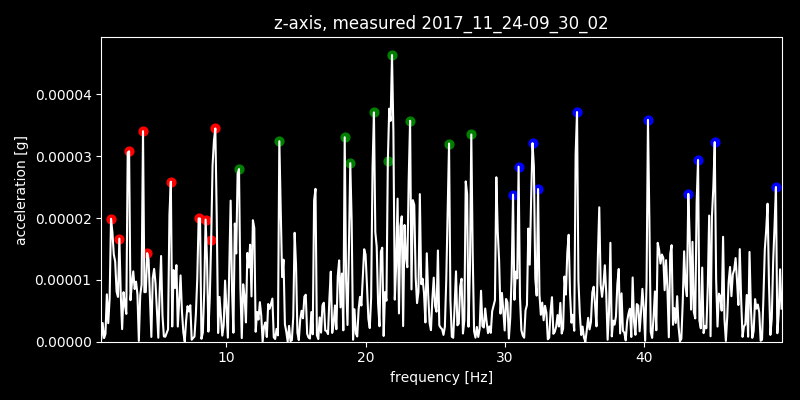 z-axis, measured 2017_11_24-09_30_02
acceleration [g]
0.00004
0.00003
0.00002
0.00001
0.00000
10 20 30 40
frequency [Hz]